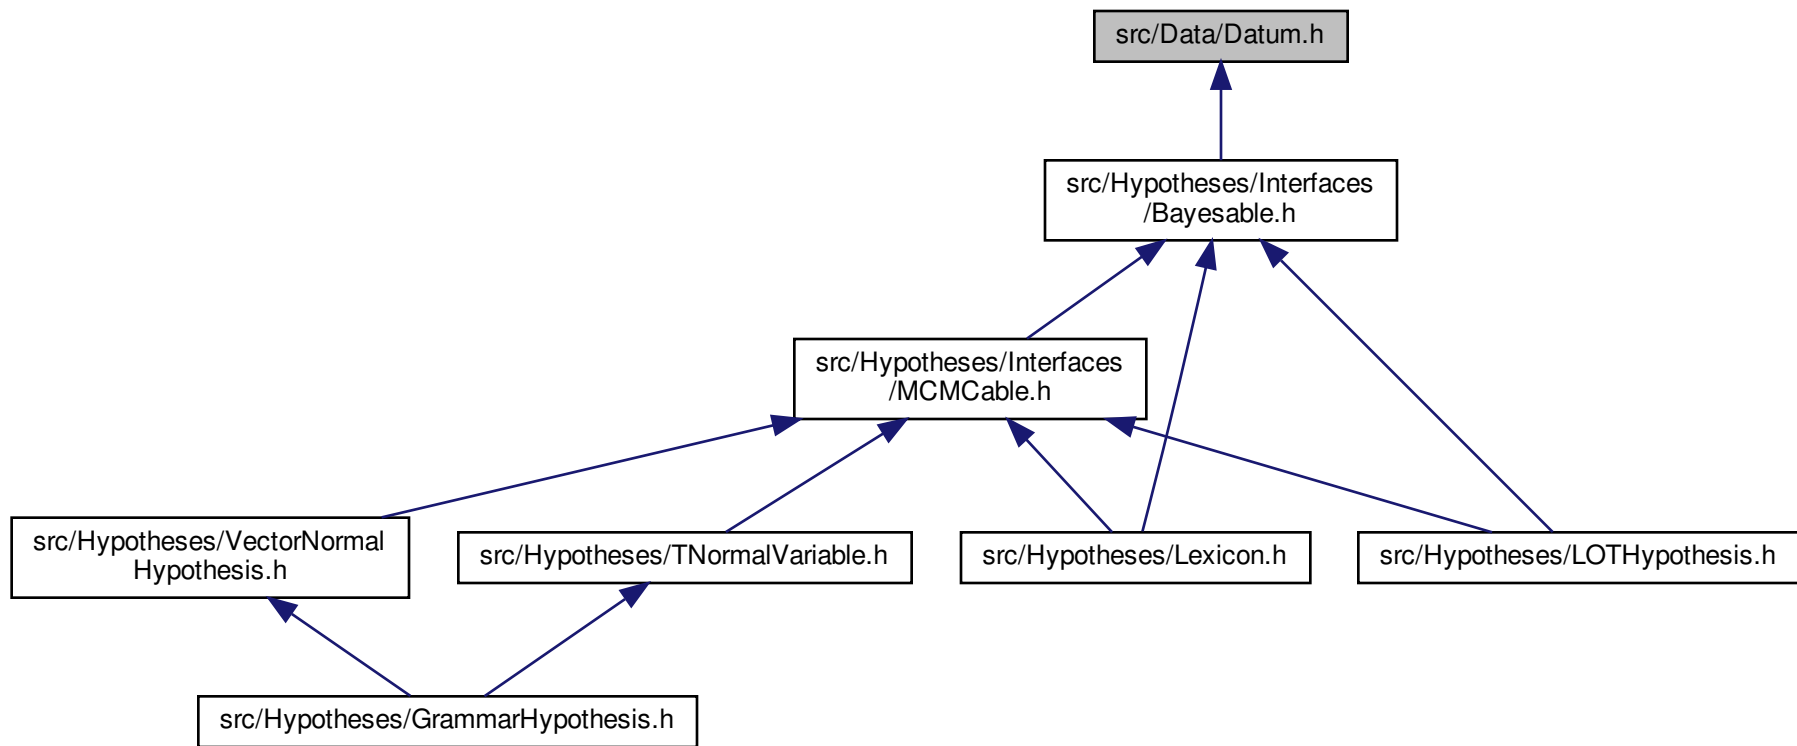 src/Data/Datum.h
src/Hypotheses/Interfaces
/Bayesable.h
src/Hypotheses/Interfaces
/MCMCable.h
src/Hypotheses/VectorNormal
Hypothesis.h
src/Hypotheses/TNormalVariable.h
src/Hypotheses/Lexicon.h
src/Hypotheses/LOTHypothesis.h
src/Hypotheses/GrammarHypothesis.h